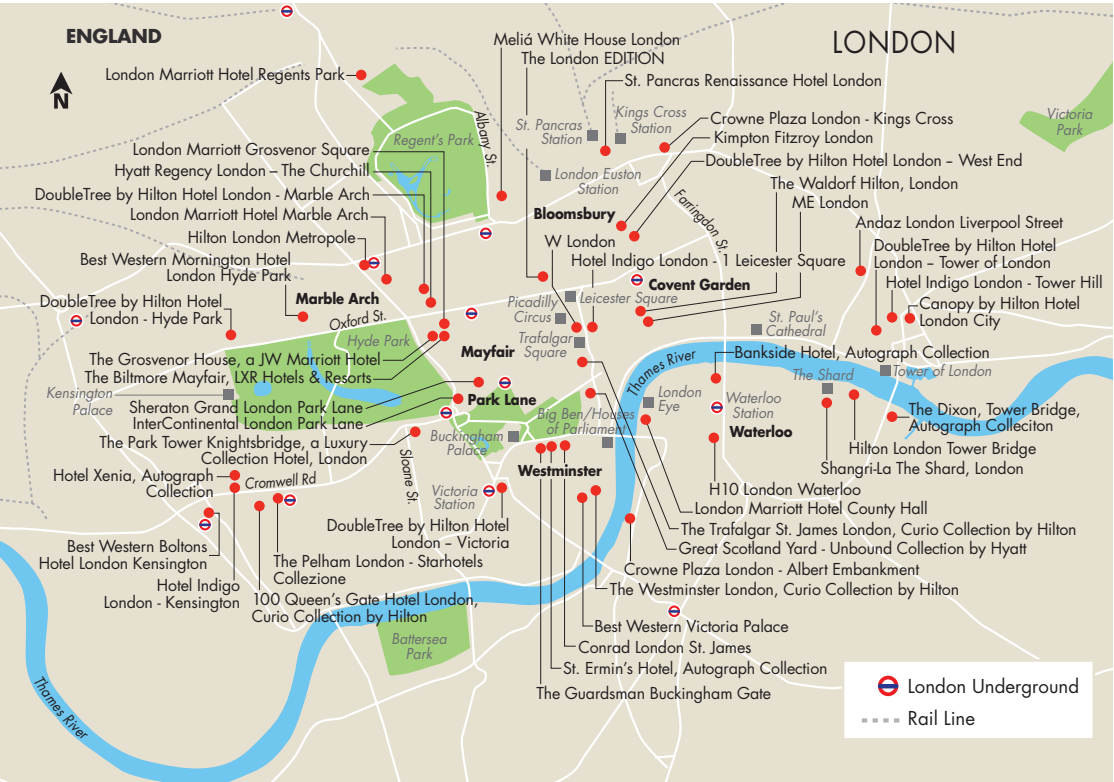 ENGLAND
LONDON
N
London Marriott Hotel Regents Park
Meliá White House London
The London EDITION
St. Pancras Renaissance Hotel London
Kings Cross
Station
St. Pancras
Station
Crowne Plaza London - Kings Cross
Kimpton Fitzroy London
DoubleTree by Hilton Hotel London – West End
Victoria
Park
Albany St.
Regent's Park
London Euston
Station
London Marriott Grosvenor Square
Hyatt Regency London – The Churchill
DoubleTree by Hilton Hotel London - Marble Arch
London Marriott Hotel Marble Arch
Hilton London Metropole
Best Western Mornington Hotel
London Hyde Park
DoubleTree by Hilton Hotel
London - Hyde Park
Marble Arch
Oxford St.
Hyde Park
Bloomsbury
Farringdon St.
The Waldorf Hilton, London
ME London
W London
Hotel Indigo London - 1 Leicester Square
Andaz London Liverpool Street
DoubleTree by Hilton Hotel
London – Tower of London
Hotel Indigo London - Tower Hill
Canopy by Hilton Hotel
London City
Covent Garden
Leicester Square
Picadilly
Circus
Trafalgar
Square
St. Paul's
Cathedral
Mayfair
The Grosvenor House, a JW Marriott Hotel
The Biltmore Mayfair, LXR Hotels & Resorts
Kensington
Palace
Sheraton Grand London Park Lane
InterContinental London Park Lane
The Park Tower Knightsbridge, a Luxury
Collection Hotel, London
Park Lane
Thames River
Bankside Hotel, Autograph Collection
The Shard
Tower of London
London
Eye
Waterloo
Station
Waterloo
Big Ben/Houses
of Parliament
Buckingham
Palace
The Dixon, Tower Bridge,
Autograph Colleciton
Hilton London Tower Bridge
Shangri-La The Shard, London
Hotel Xenia, Autograph
Collection
Cromwell Rd
Sloane St.
Westminster
Victoria
Station
H10 London Waterloo
London Marriott Hotel County Hall
The Trafalgar St. James London, Curio Collection by Hilton
Great Scotland Yard - Unbound Collection by Hyatt
DoubleTree by Hilton Hotel
London – Victoria
Best Western Boltons
Hotel London Kensington
The Pelham London - Starhotels
Collezione
Hotel Indigo
London - Kensington
100 Queen's Gate Hotel London,
Curio Collection by Hilton
Crowne Plaza London - Albert Embankment
The Westminster London, Curio Collection by Hilton
Battersea
Park
Best Western Victoria Palace
Conrad London St. James
St. Ermin's Hotel, Autograph Collection
The Guardsman Buckingham Gate
Thames River
London Underground
Rail Line